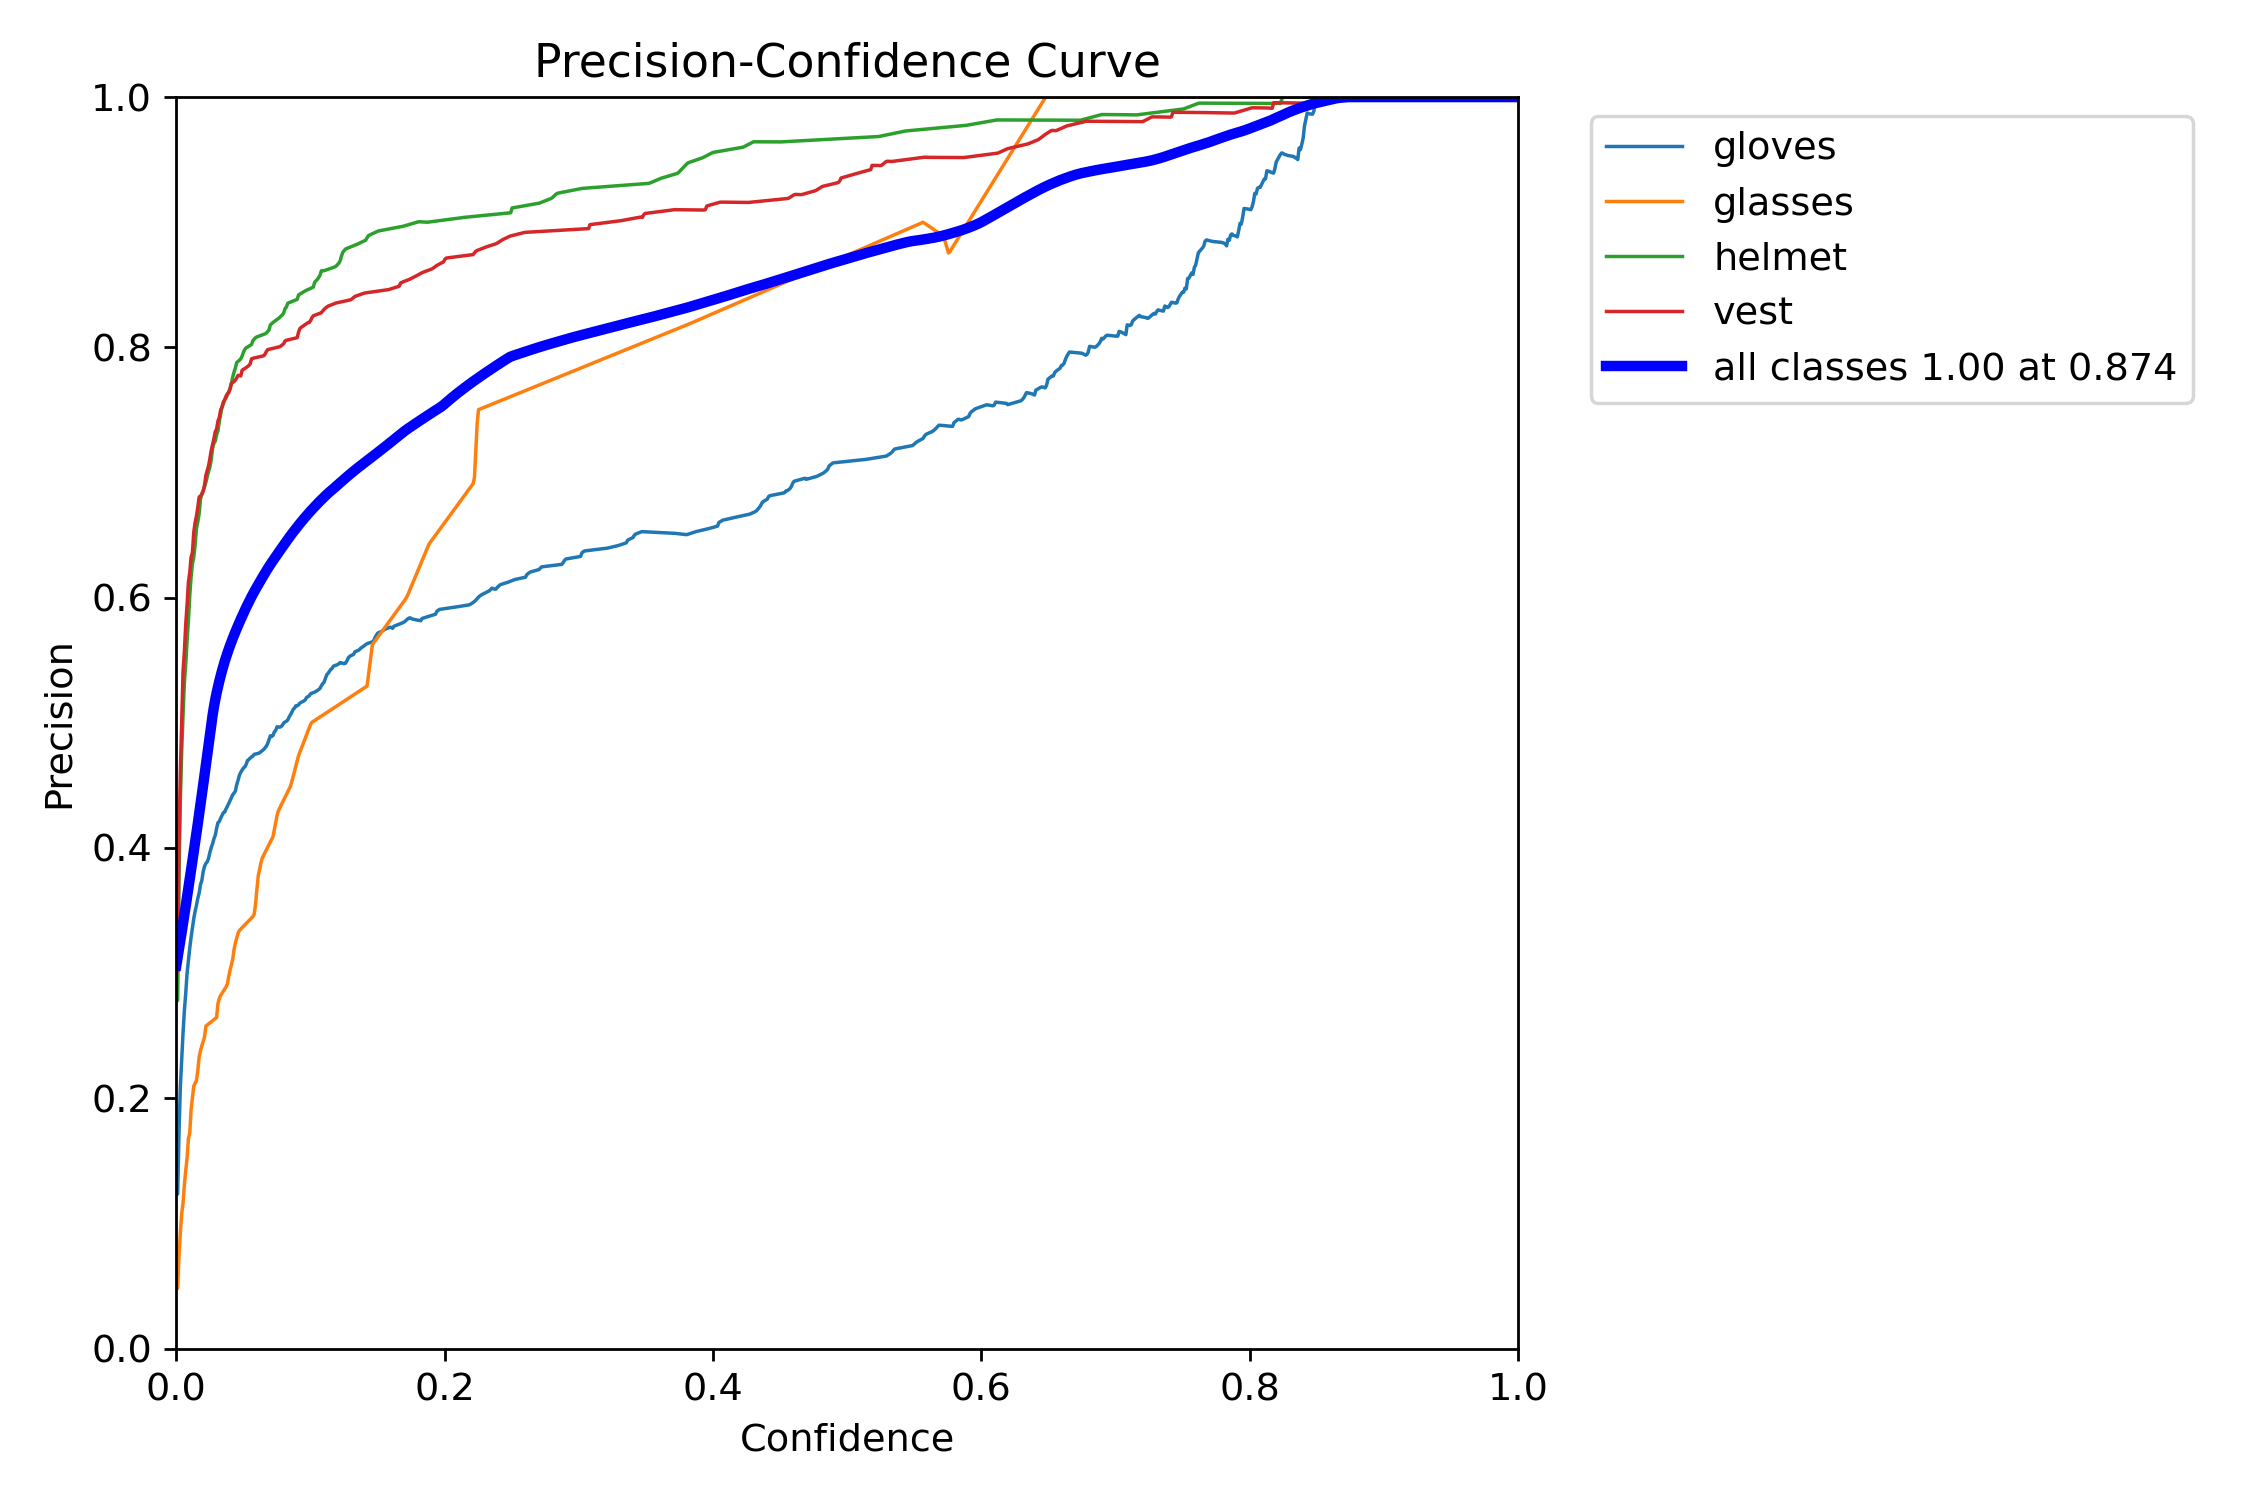 Precision-Confidence Curve
1.0
0.8
0.6
0.4
0.2
0.0
Precision
0.0 0.2 0.4 0.6 0.8 1.0
Confidence
gloves
glasses
helmet
vest
all classes 1.00 at 0.874